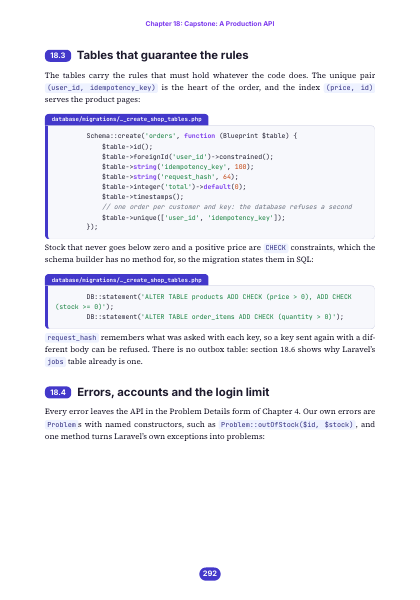 Chapter 18: Capstone: A Production API
18.3 Tables that guarantee the rules
The tables carry the rules that must hold whatever the code does. The unique pair
(user_id, idempotency_key) is the heart of the order, and the index (price, id)
serves the product pages:
database/migrations/…_create_shop_tables.php
Schema::create('orders', function (Blueprint $table) {
$table->id();
$table->foreignId('user_id')->constrained();
$table->string('idempotency_key', 100);
$table->string('request_hash', 64);
$table->integer('total')->default(0);
$table->timestamps();
// one order per customer and key: the database refuses a second
$table->unique(['user_id', 'idempotency_key']);
});
Stock that never goes below zero and a positive price are CHECK constraints, which the
schema builder has no method for, so the migration states them in SQL:
database/migrations/…_create_shop_tables.php
DB::statement('ALTER TABLE products ADD CHECK (price > 0), ADD CHECK
(stock >= 0)');
DB::statement('ALTER TABLE order_items ADD CHECK (quantity > 0)');
request_hash remembers what was asked with each key, so a key sent again with a dif-
ferent body can be refused. There is no outbox table: section 18.6 shows why Laravel's
jobs table already is one.
18.4 Errors, accounts and the login limit
Every error leaves the API in the Problem Details form of Chapter 4. Our own errors are
Problems with named constructors, such as Problem::outOfStock($id, $stock), and
one method turns Laravel's own exceptions into problems:
292